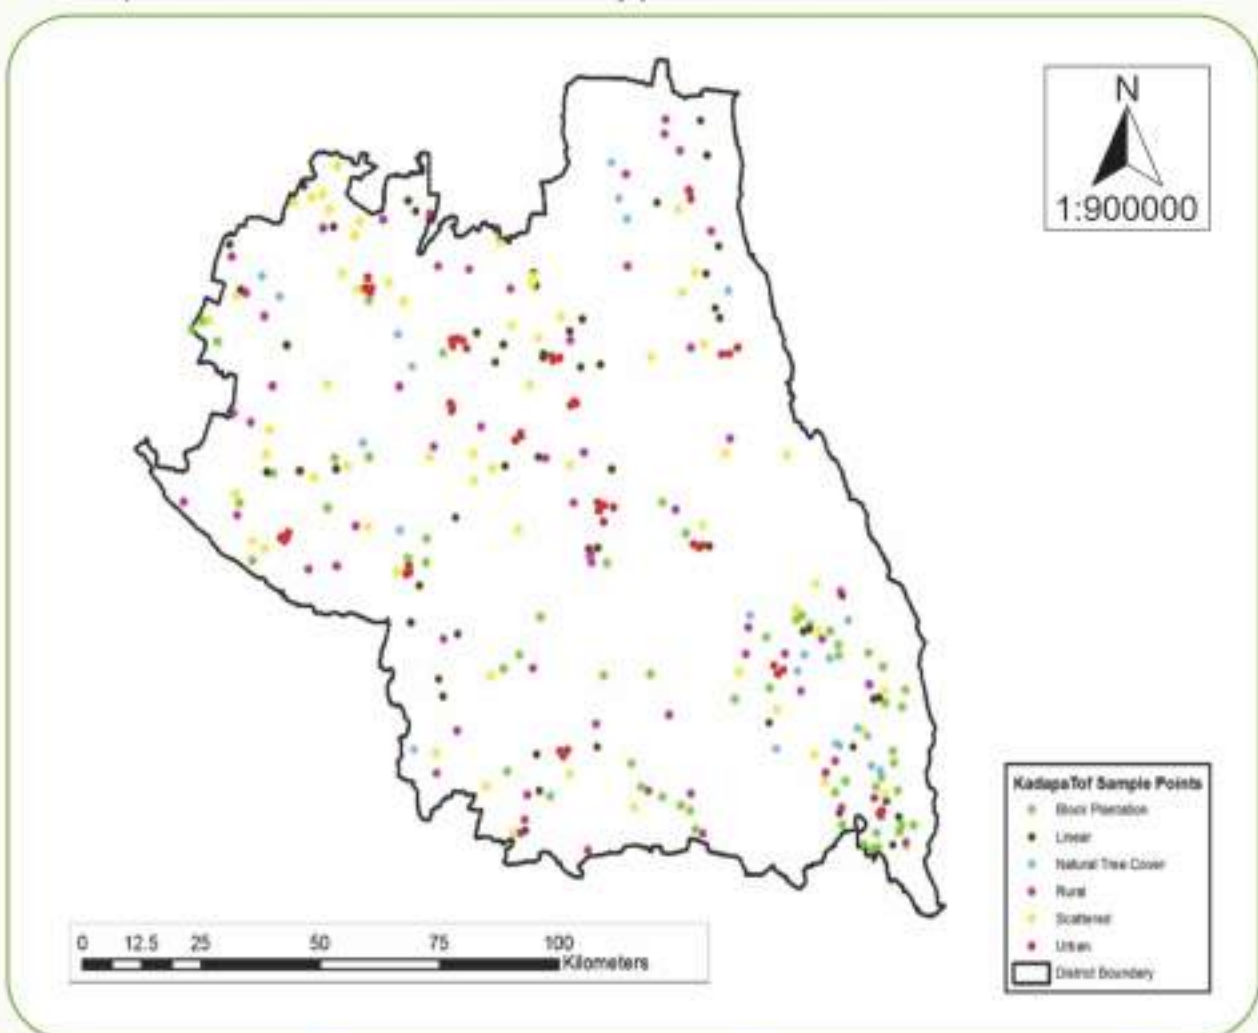 N
1:900000
KadapaTof Sample Points
Block Plantation
Linear
Natural Tree Cover
Rural
Scattered
Urban
District Boundary
0 12.5 25 50 75 100
Kilometers